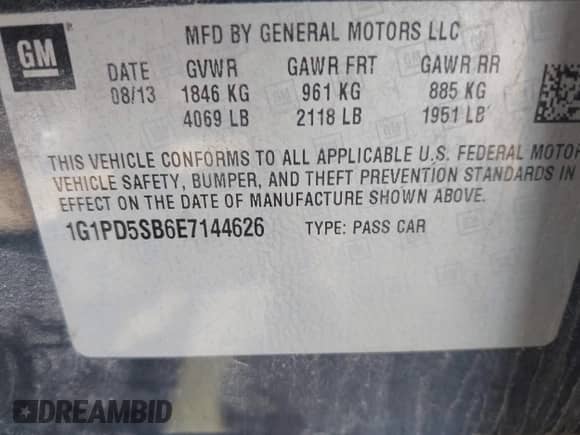 GM
MFD BY GENERAL MOTORS LLC
DATE GVWR GAWR FRT GAWR RR
08/13 1846 KG 961 KG 885 KG
4069 LB 2118 LB 1951 LB
THIS VEHICLE CONFORMS TO ALL APPLICABLE U.S. FEDERAL MOTOR
VEHICLE SAFETY, BUMPER, AND THEFT PREVENTION STANDARDS IN
EFFECT ON THE DATE OF MANUFACTURE SHOWN ABOVE.
1G1PD5SB6E7144626 TYPE: PASS CAR
DREAMBID